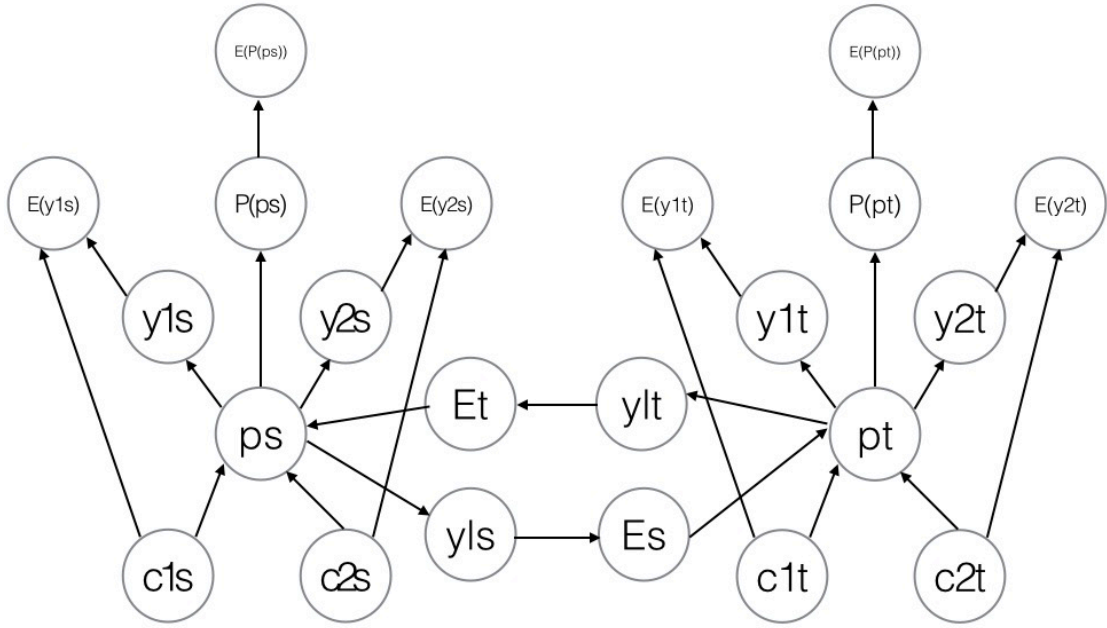 E(P(ps))
E(P(pt))
E(y1s)
P(ps)
E(y2s)
E(y1t)
P(pt)
E(y2t)
y1s
y2s
y1t
y2t
Et
ylt
ps
pt
yls
Es
c1s
c2s
c1t
c2t